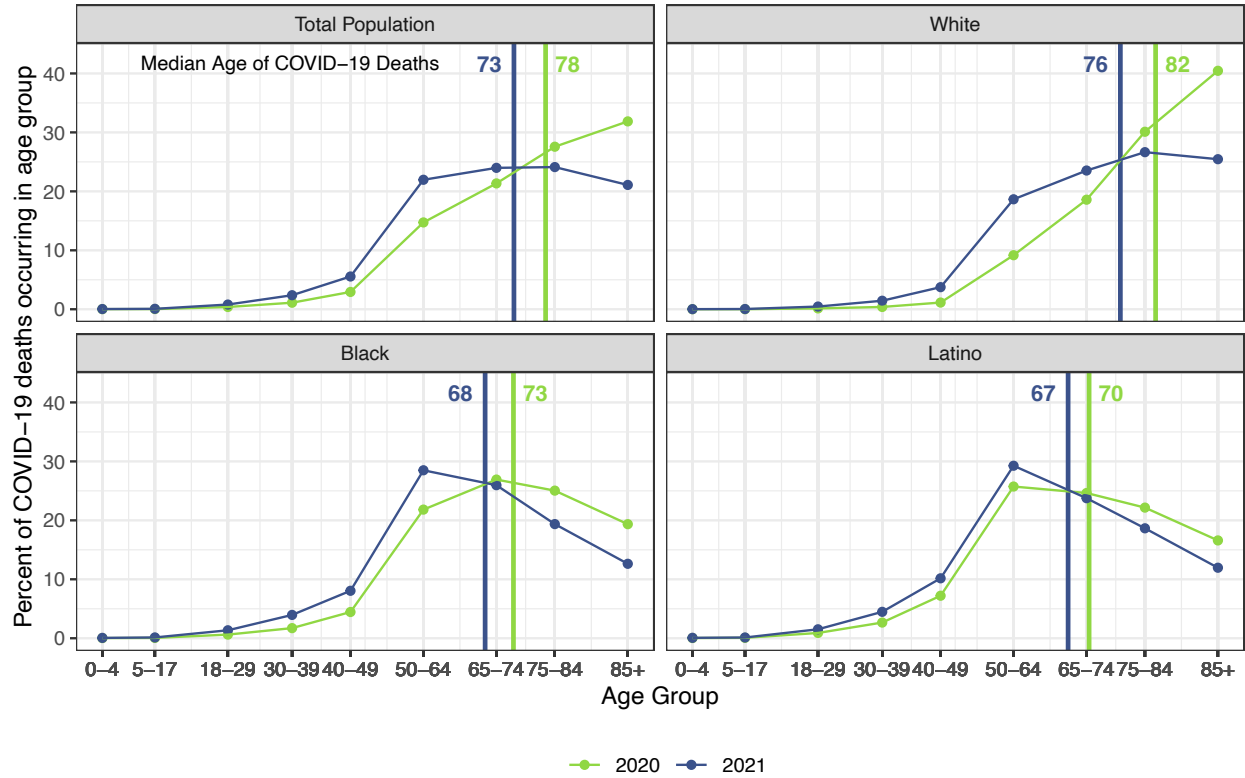 Total Population
White
Median Age of COVID−19 Deaths
73
78
76
82
40
30
20
10
0
Percent of COVID−19 deaths occurring in age group
Black
Latino
68
73
67
70
40
30
20
10
0
0−4 5−17 18−29 30−39 40−49 50−64 65−74 75−84 85+
0−4 5−17 18−29 30−39 40−49 50−64 65−74 75−84 85+
Age Group
2020 2021